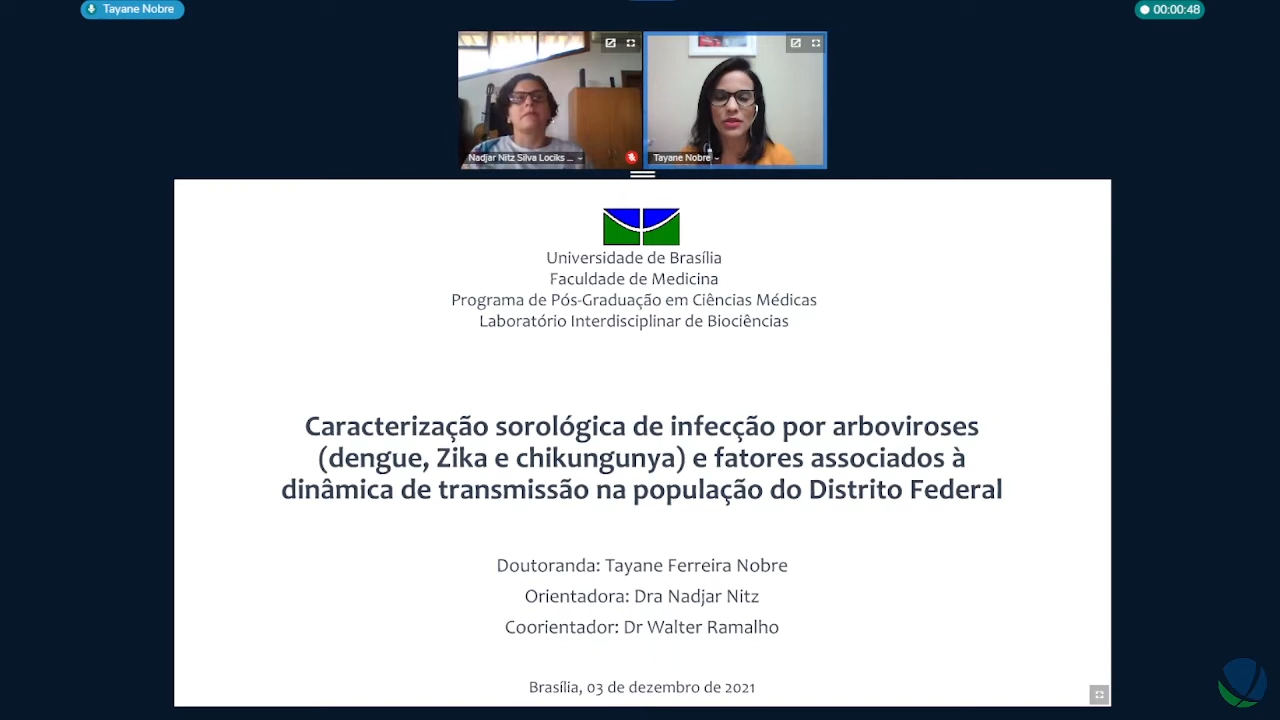 Tayane Nobre
00:00:48
Nadjar Nitz Silva Lociks ...
Tayane Nobre
Universidade de Brasília
Faculdade de Medicina
Programa de Pós-Graduação em Ciências Médicas
Laboratório Interdisciplinar de Biociências
Caracterização sorológica de infecção por arboviroses
(dengue, Zika e chikungunya) e fatores associados à
dinâmica de transmissão na população do Distrito Federal
Doutoranda: Tayane Ferreira Nobre
Orientadora: Dra Nadjar Nitz
Coorientador: Dr Walter Ramalho
Brasília, 03 de dezembro de 2021